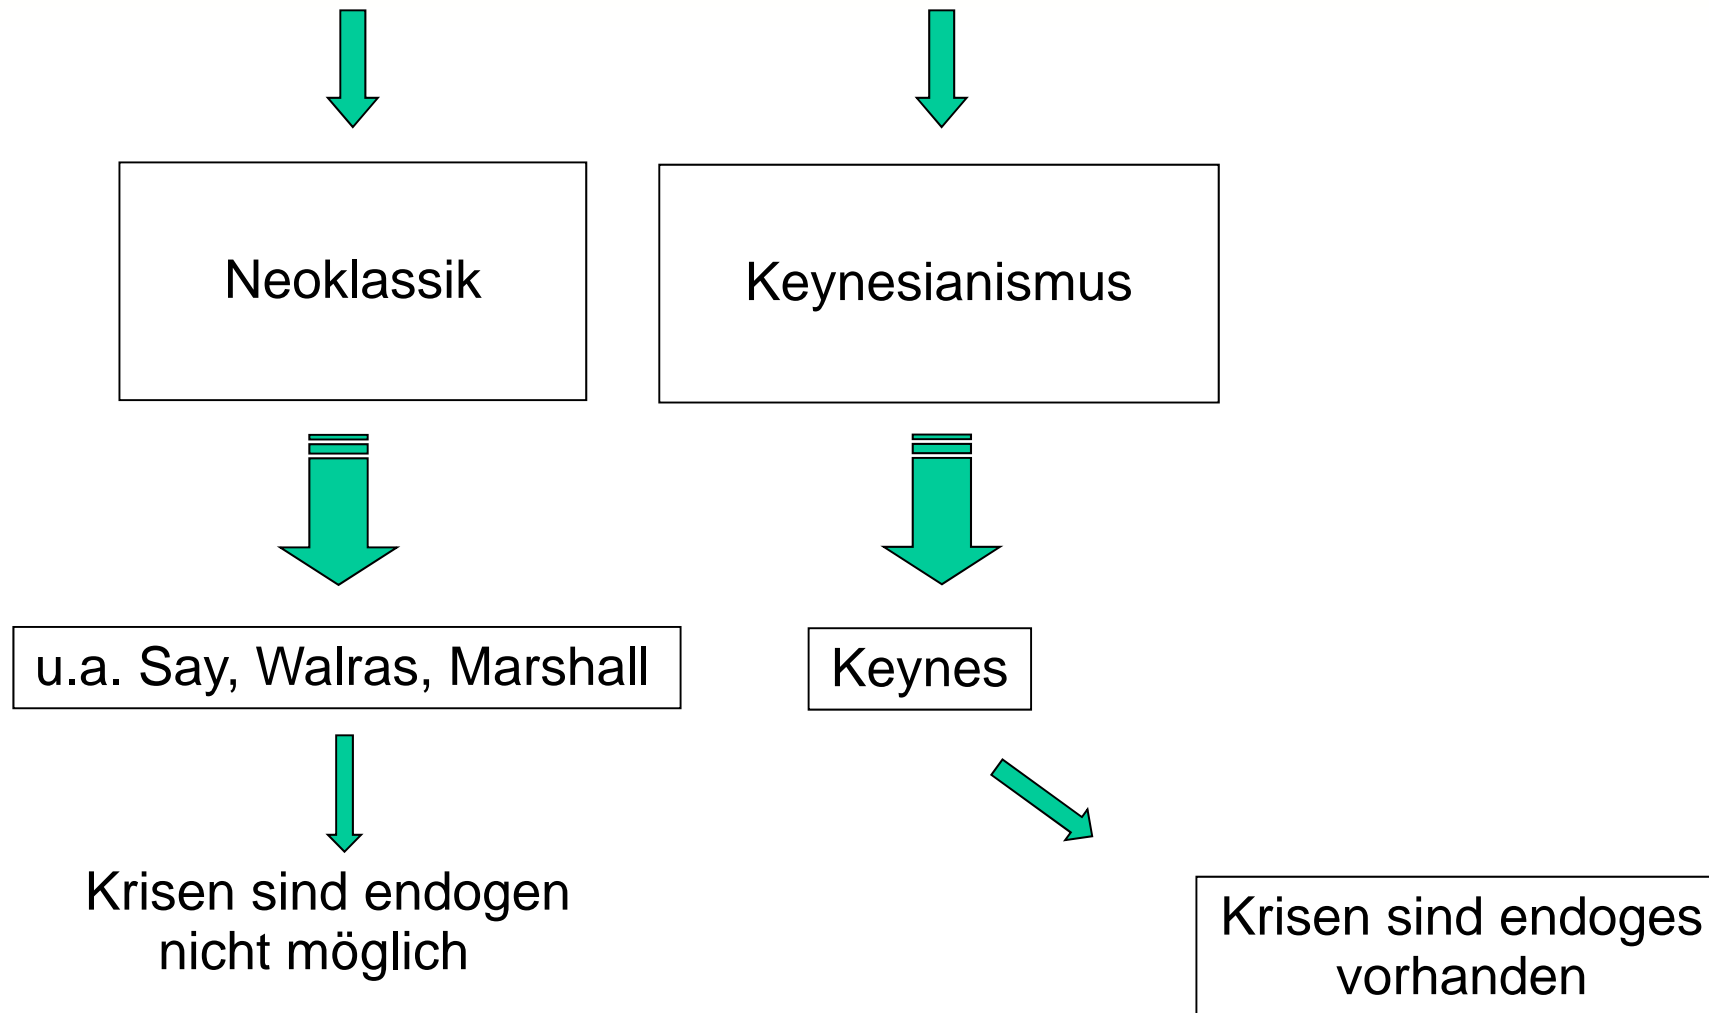 Neoklassik
Keynesianismus
u.a. Say, Walras, Marshall
Keynes
Krisen sind endogen
nicht möglich
Krisen sind endoges
vorhanden